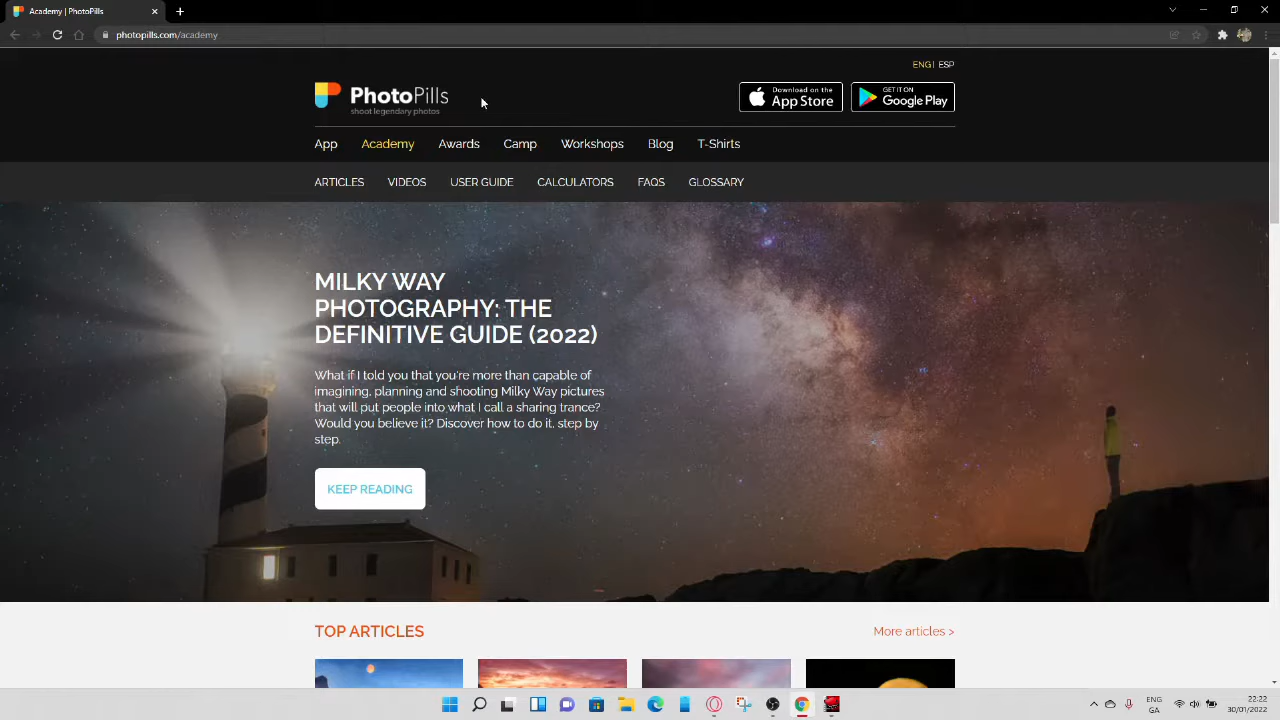 Academy | PhotoPills
photopills.com/academy
ENG | ESP
PhotoPills
shoot legendary photos
Download on the
App Store
GET IT ON
Google Play
App Academy Awards Camp Workshops Blog T-Shirts
ARTICLES VIDEOS USER GUIDE CALCULATORS FAQS GLOSSARY
MILKY WAY
PHOTOGRAPHY: THE
DEFINITIVE GUIDE (2022)
What if I told you that you're more than capable of
imagining, planning and shooting Milky Way pictures
that will put people into what I call a sharing trance?
Would you believe it? Discover how to do it, step by
step.
KEEP READING
TOP ARTICLES
More articles >
ENG
GA
22:22
30/01/2022